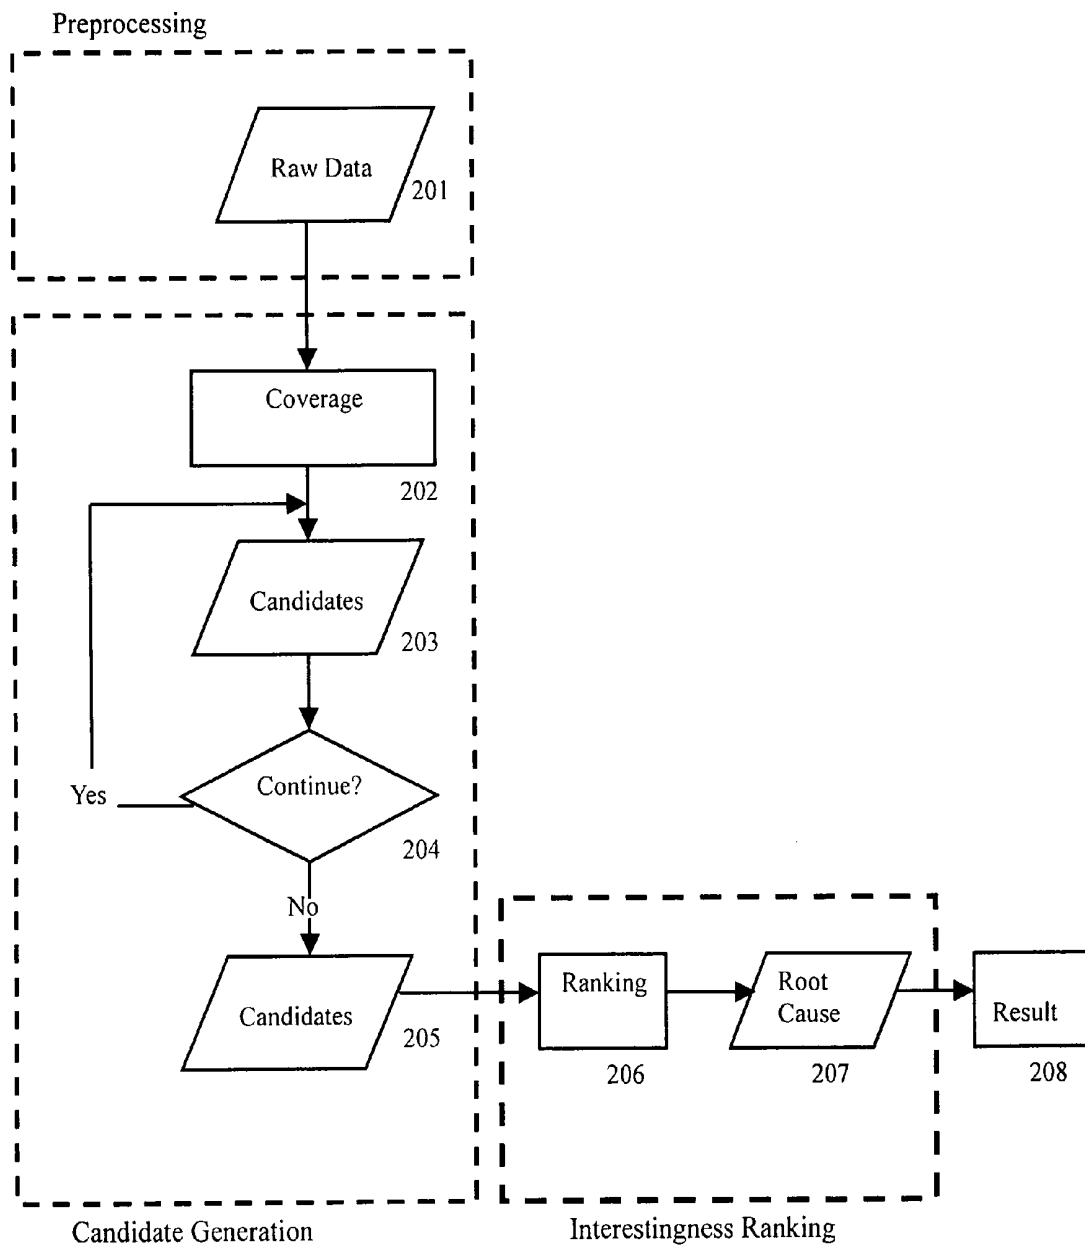 Preprocessing
Raw Data
201
Coverage
202
Candidates
203
Continue?
Yes
204
No
Candidates
205
Ranking
206
Root
Cause
207
Result
208
Candidate Generation
Interestingness Ranking